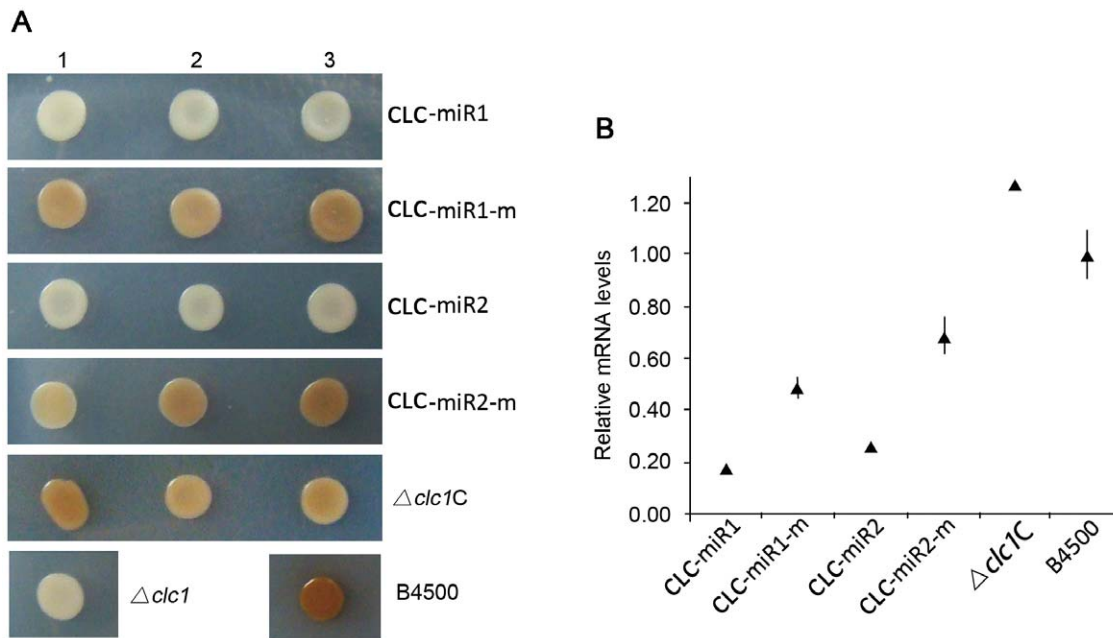 A
1 2 3
CLC-miR1
CLC-miR1-m
CLC-miR2
CLC-miR2-m
△clc1C
△clc1
B4500
B
Relative mRNA levels
1.20
1.00
0.80
0.60
0.40
0.20
0.00
CLC-miR1
CLC-miR1-m
CLC-miR2
CLC-miR2-m
△clc1C
B4500